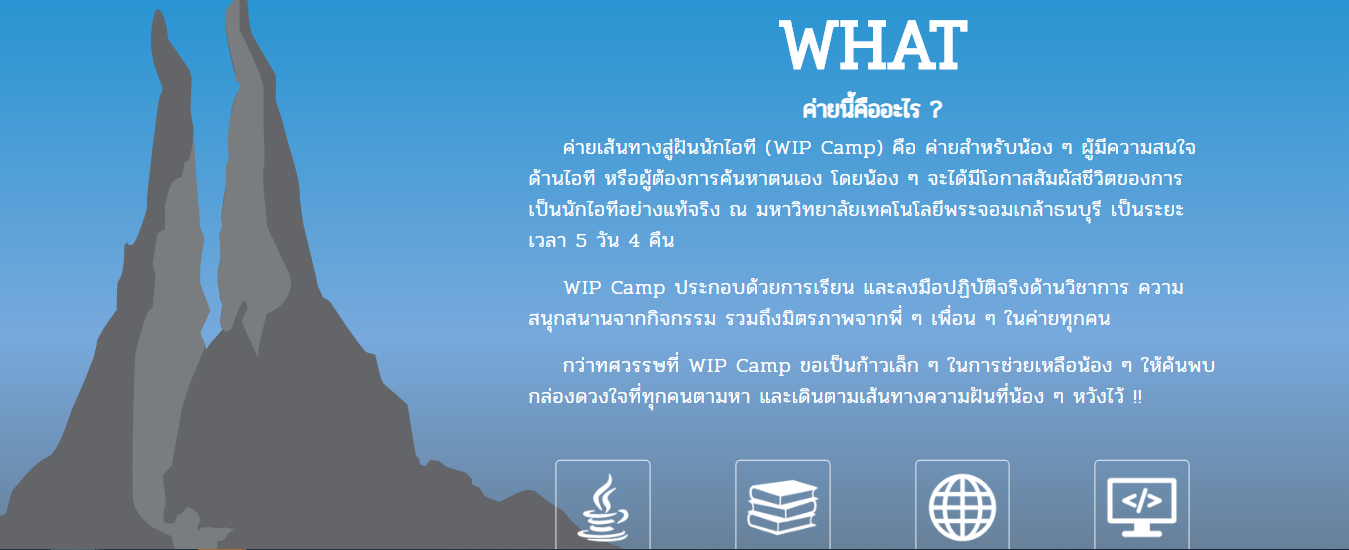 WHAT
ค่ายนี้คืออะไร ?
ค่ายเส้นทางสู่ฝันนักไอที (WIP Camp) คือ ค่ายสำหรับน้อง ๆ ผู้มีความสนใจ
ด้านไอที หรือผู้ต้องการค้นหาตนเอง โดยน้อง ๆ จะได้มีโอกาสสัมผัสชีวิตของการ
เป็นนักไอทีอย่างแท้จริง ณ มหาวิทยาลัยเทคโนโลยีพระจอมเกล้าธนบุรี เป็นระยะ
เวลา 5 วัน 4 คืน
WIP Camp ประกอบด้วยการเรียน และลงมือปฏิบัติจริงด้านวิชาการ ความ
สนุกสนานจากกิจกรรม รวมถึงมิตรภาพจากพี่ ๆ เพื่อน ๆ ในค่ายทุกคน
กว่าทศวรรษที่ WIP Camp ขอเป็นก้าวเล็ก ๆ ในการช่วยเหลือน้อง ๆ ให้ค้นพบ
กล่องดวงใจที่ทุกคนตามหา และเดินตามเส้นทางความฝันที่น้อง ๆ หวังไว้ !!